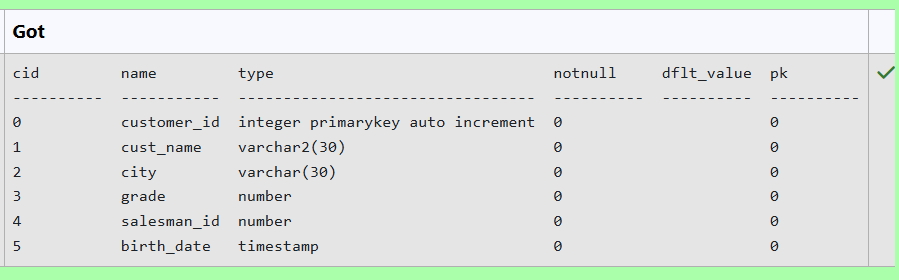 Got
cid         name         type                               notnull     dflt_value  pk
----------  -----------  ---------------------------------  ----------  ----------  ----------
0           customer_id  integer primarykey auto increment  0                       0
1           cust_name    varchar2(30)                       0                       0
2           city         varchar(30)                        0                       0
3           grade        number                             0                       0
4           salesman_id  number                             0                       0
5           birth_date   timestamp                          0                       0